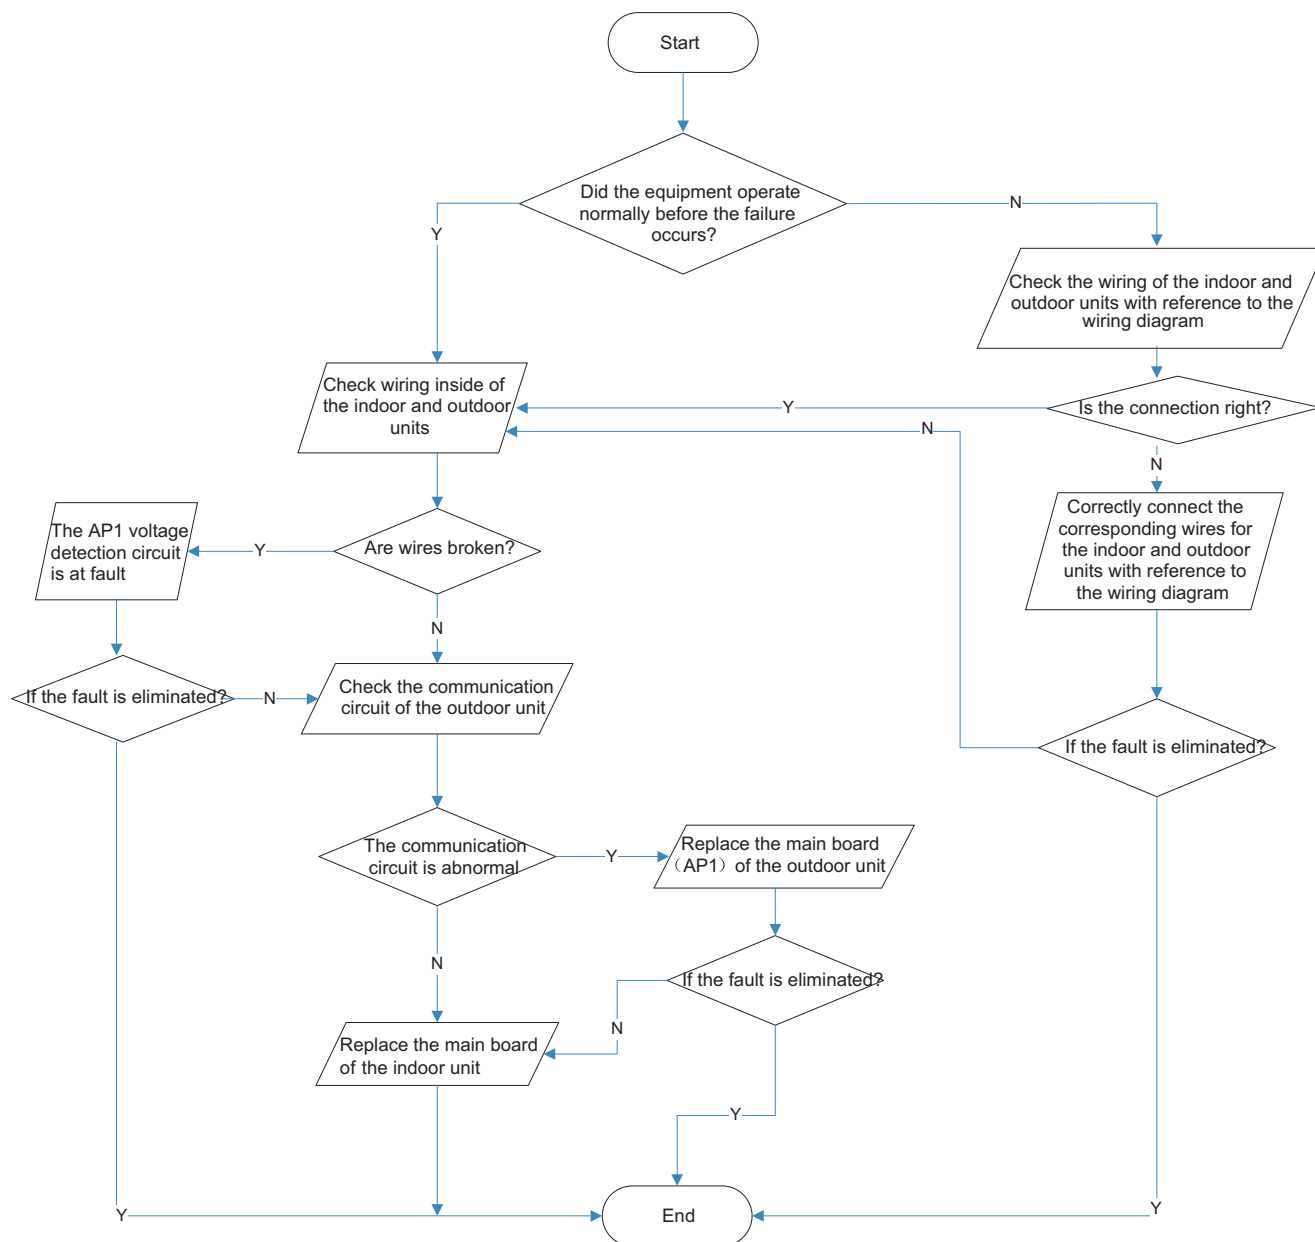 Start
Did the equipment operate
normally before the failure
occurs?
Y
N
Check the wiring of the indoor and
outdoor units with reference to the
wiring diagram
Check wiring inside of
the indoor and outdoor
units
Y
Is the connection right?
N
N
Correctly connect the
corresponding wires for
the indoor and outdoor
units with reference to
the wiring diagram
The AP1 voltage
detection circuit
is at fault
Y
Are wires broken?
N
If the fault is eliminated?
N
Check the communication
circuit of the outdoor unit
If the fault is eliminated?
The communication
circuit is abnormal
Y
Replace the main board
（AP1）of the outdoor unit
N
If the fault is eliminated?
N
Replace the main board
of the indoor unit
Y
Y
End
Y